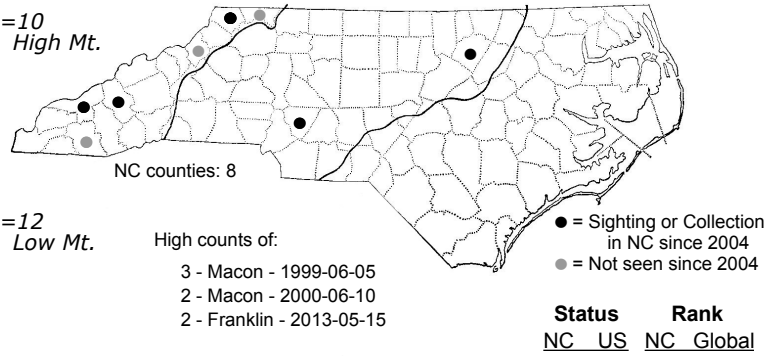 =10
High Mt.
NC counties: 8
=12
Low Mt.
High counts of:
3 - Macon - 1999-06-05
2 - Macon - 2000-06-10
2 - Franklin - 2013-05-15
= Sighting or Collection
in NC since 2004
= Not seen since 2004
Status Rank
NC US NC Global